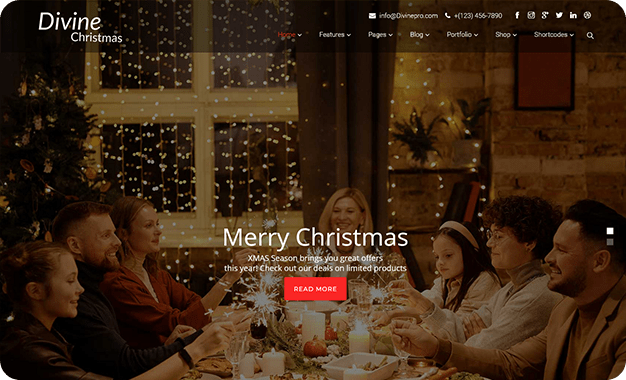 Divine
Christmas
info@Divinepro.com +(123) 456-7890
Home Features Pages Blog Portfolio Shop Shortcodes
Merry Christmas
XMAS Season brings you great offers
this year! Check out our deals on limited products
READ MORE